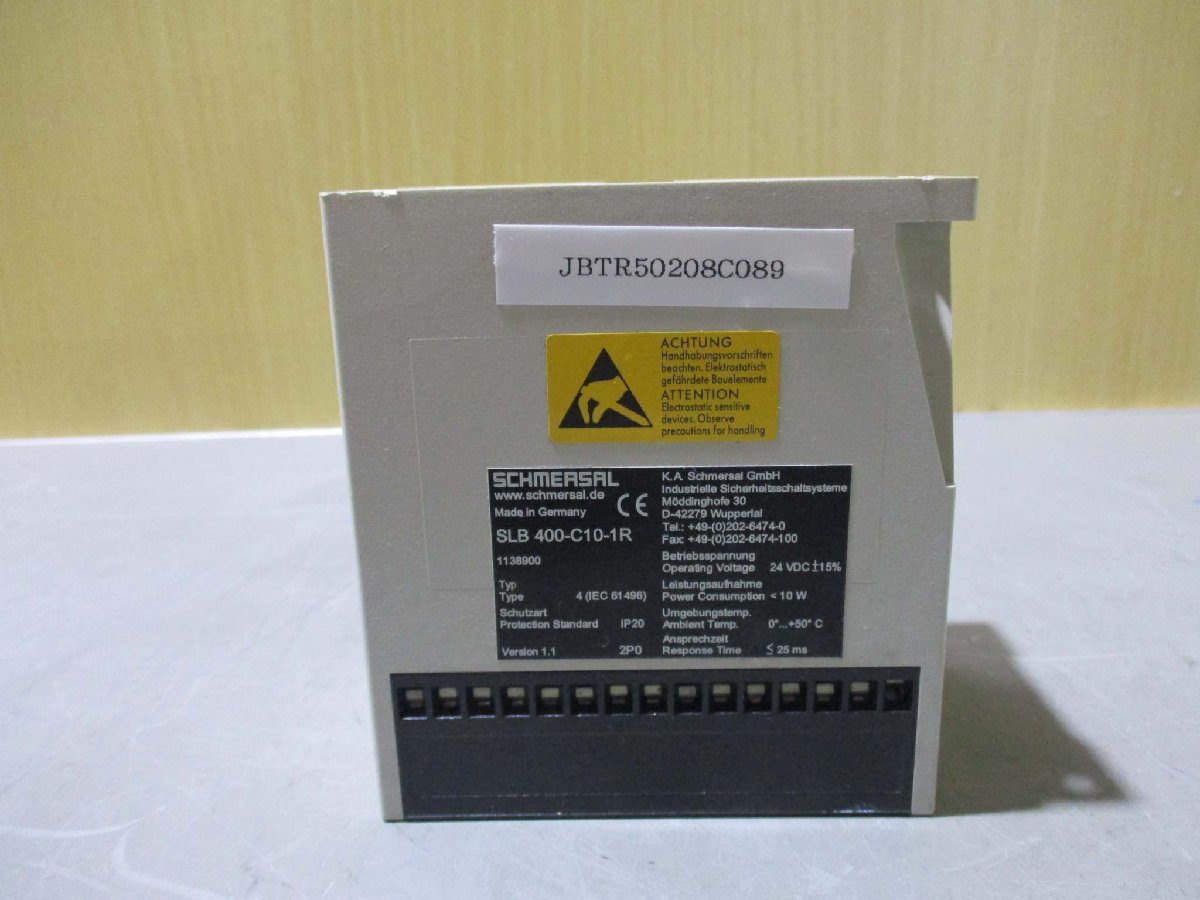 JBTR50208C089
ACHTUNG
Handhabungsvorschriften
beachten. Elektrostatisch
gefährdete Bauelemente
ATTENTION
Electrostatic sensitive
devices. Observe
precautions for handling
SCHMERSAL
www.schmersal.de
Made in Germany
CE
SLB 400-C10-1R
1138900
Typ
Type 4 (IEC 61496)
Schutzart
Protection Standard IP20
Version 1.1 2P0
K.A. Schmersal GmbH
Industrielle Sicherheitsschaltsysteme
Möddinghofe 30
D-42279 Wuppertal
Tel.: +49-(0)202-6474-0
Fax: +49-(0)202-6474-100
Betriebsspannung
Operating Voltage 24 VDC ±15%
Leistungsaufnahme
Power Consumption < 10 W
Umgebungstemp.
Ambient Temp. 0°...+50° C
Ansprechzeit
Response Time ≤ 25 ms